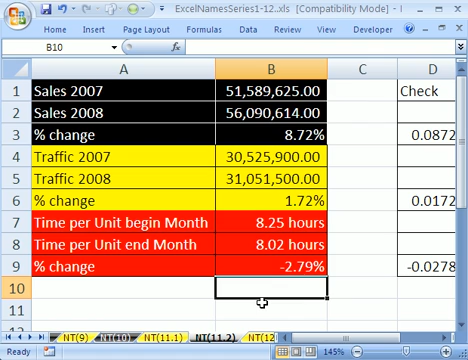 ExcelNamesSeries1-12..xls [Compatibility Mode] -
Home Insert Page Layout Formulas Data Review View Developer
B10 fx
A B C D
1 Sales 2007 51,589,625.00 Check
2 Sales 2008 56,090,614.00
3 % change 8.72% 0.0872
4 Traffic 2007 30,525,900.00
5 Traffic 2008 31,051,500.00
6 % change 1.72% 0.0172
7 Time per Unit begin Month 8.25 hours
8 Time per Unit end Month 8.02 hours
9 % change -2.79% -0.0278
10
11
NT(9) NT(10) NT(11.1) NT(11.2) NT(12
Ready 145%